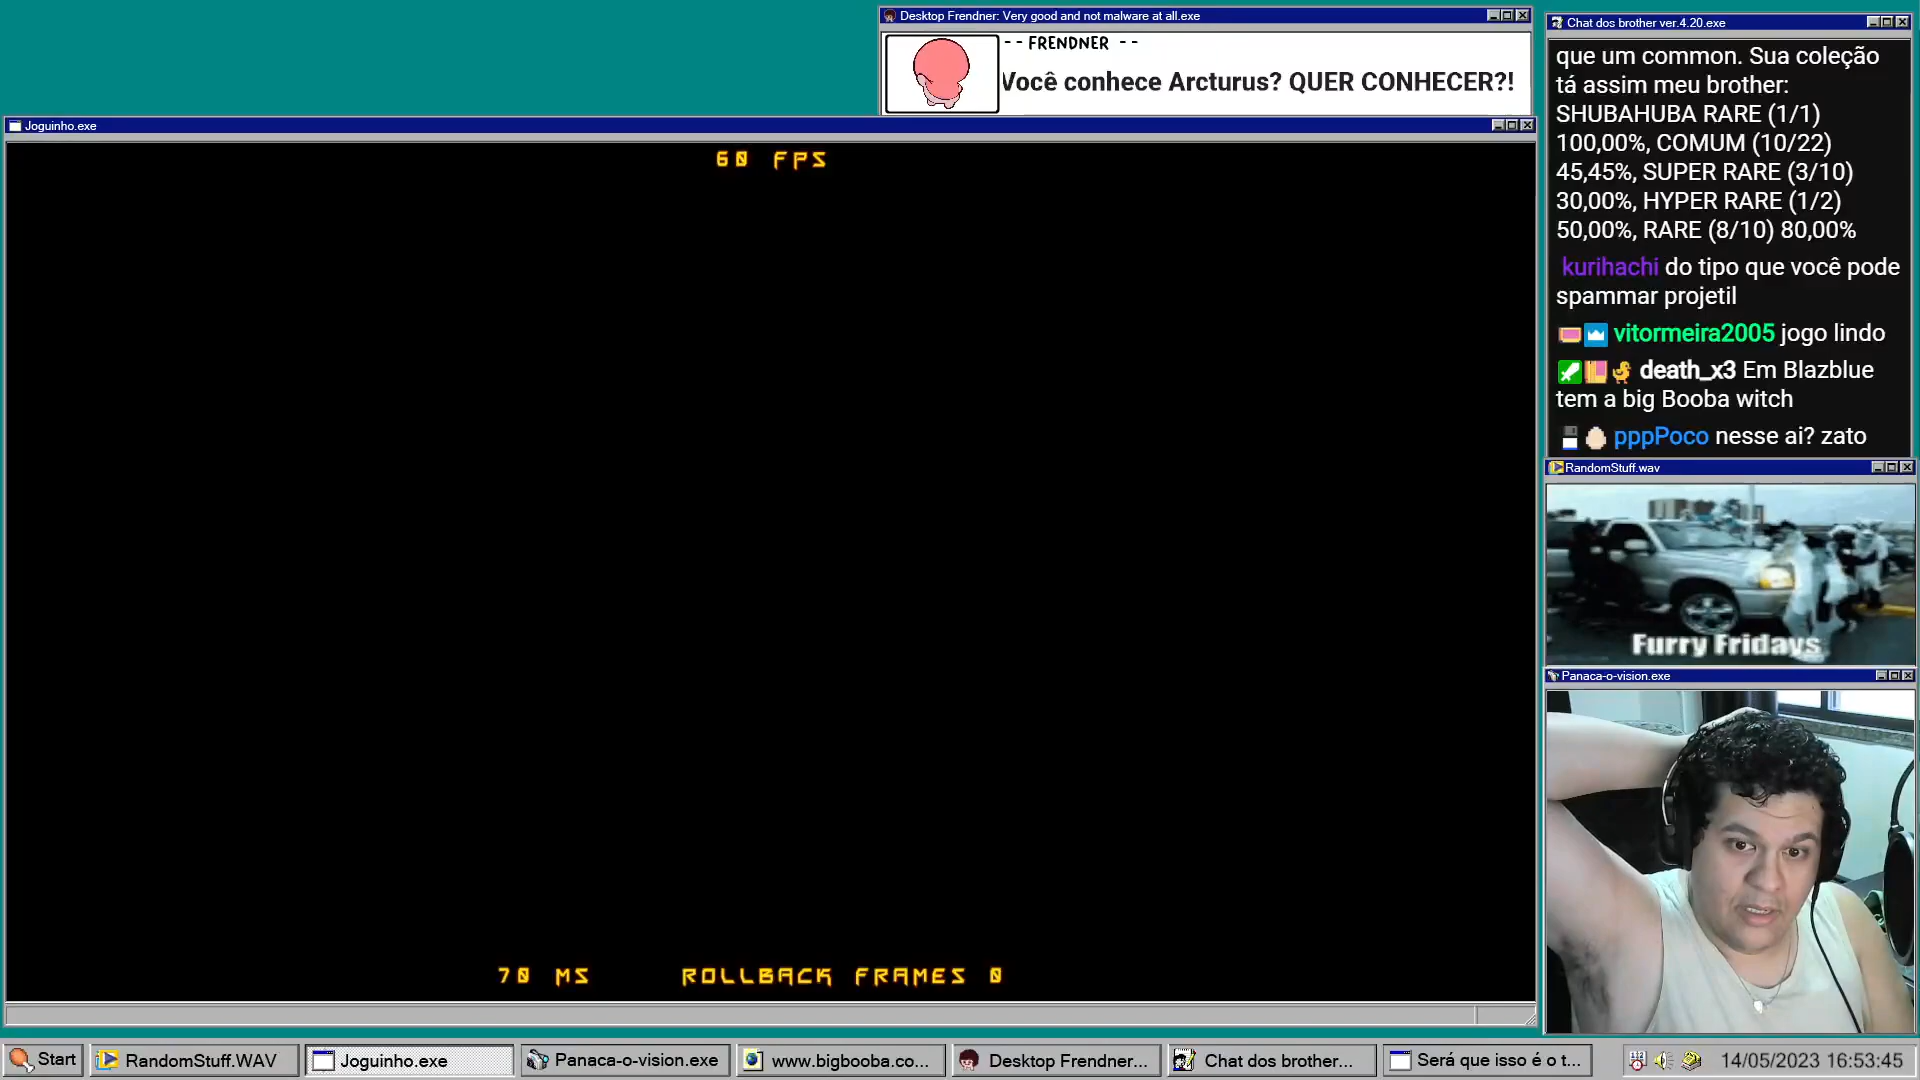 Desktop Frendner: Very good and not malware at all.exe
-- FRENDNER --
Você conhece Arcturus? QUER CONHECER?!
Chat dos brother ver.4.20.exe
que um common. Sua coleção
tá assim meu brother:
SHUBAHUBA RARE (1/1)
100,00%, COMUM (10/22)
45,45%, SUPER RARE (3/10)
30,00%, HYPER RARE (1/2)
50,00%, RARE (8/10) 80,00%
kurihachi do tipo que você pode
spammar projetil
vitormeira2005 jogo lindo
death_x3 Em Blazblue
tem a big Booba witch
pppPoco nesse ai? zato
Joguinho.exe
60 FPS
70 MS ROLLBACK FRAMES 0
RandomStuff.wav
Furry Fridays
Panaca-o-vision.exe
Start
RandomStuff.WAV
Joguinho.exe
Panaca-o-vision.exe
www.bigbooba.co...
Desktop Frendner...
Chat dos brother...
Será que isso é o t...
14/05/2023 16:53:45